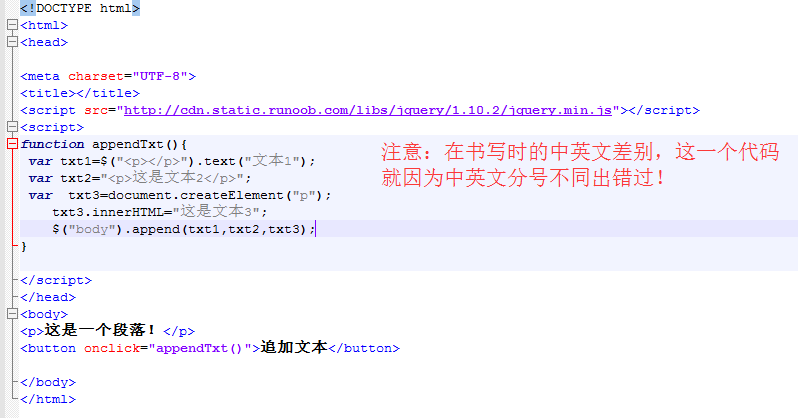 <!DOCTYPE html>
<html>
<head>
<meta charset="UTF-8">
<title></title>
<script src="http://cdn.static.runoob.com/libs/jquery/1.10.2/jquery.min.js"></script>
<script>
function appendTxt(){
var txt1=$("<p></p>").text("文本1");
var txt2="<p>这是文本2</p>";
var txt3=document.createElement("p");
txt3.innerHTML="这是文本3";
$("body").append(txt1,txt2,txt3);
}
注意：在书写时的中英文差别，这一个代码
就因为中英文分号不同出错过！
</script>
</head>
<body>
<p>这是一个段落！</p>
<button onclick="appendTxt()">追加文本</button>
</body>
</html>